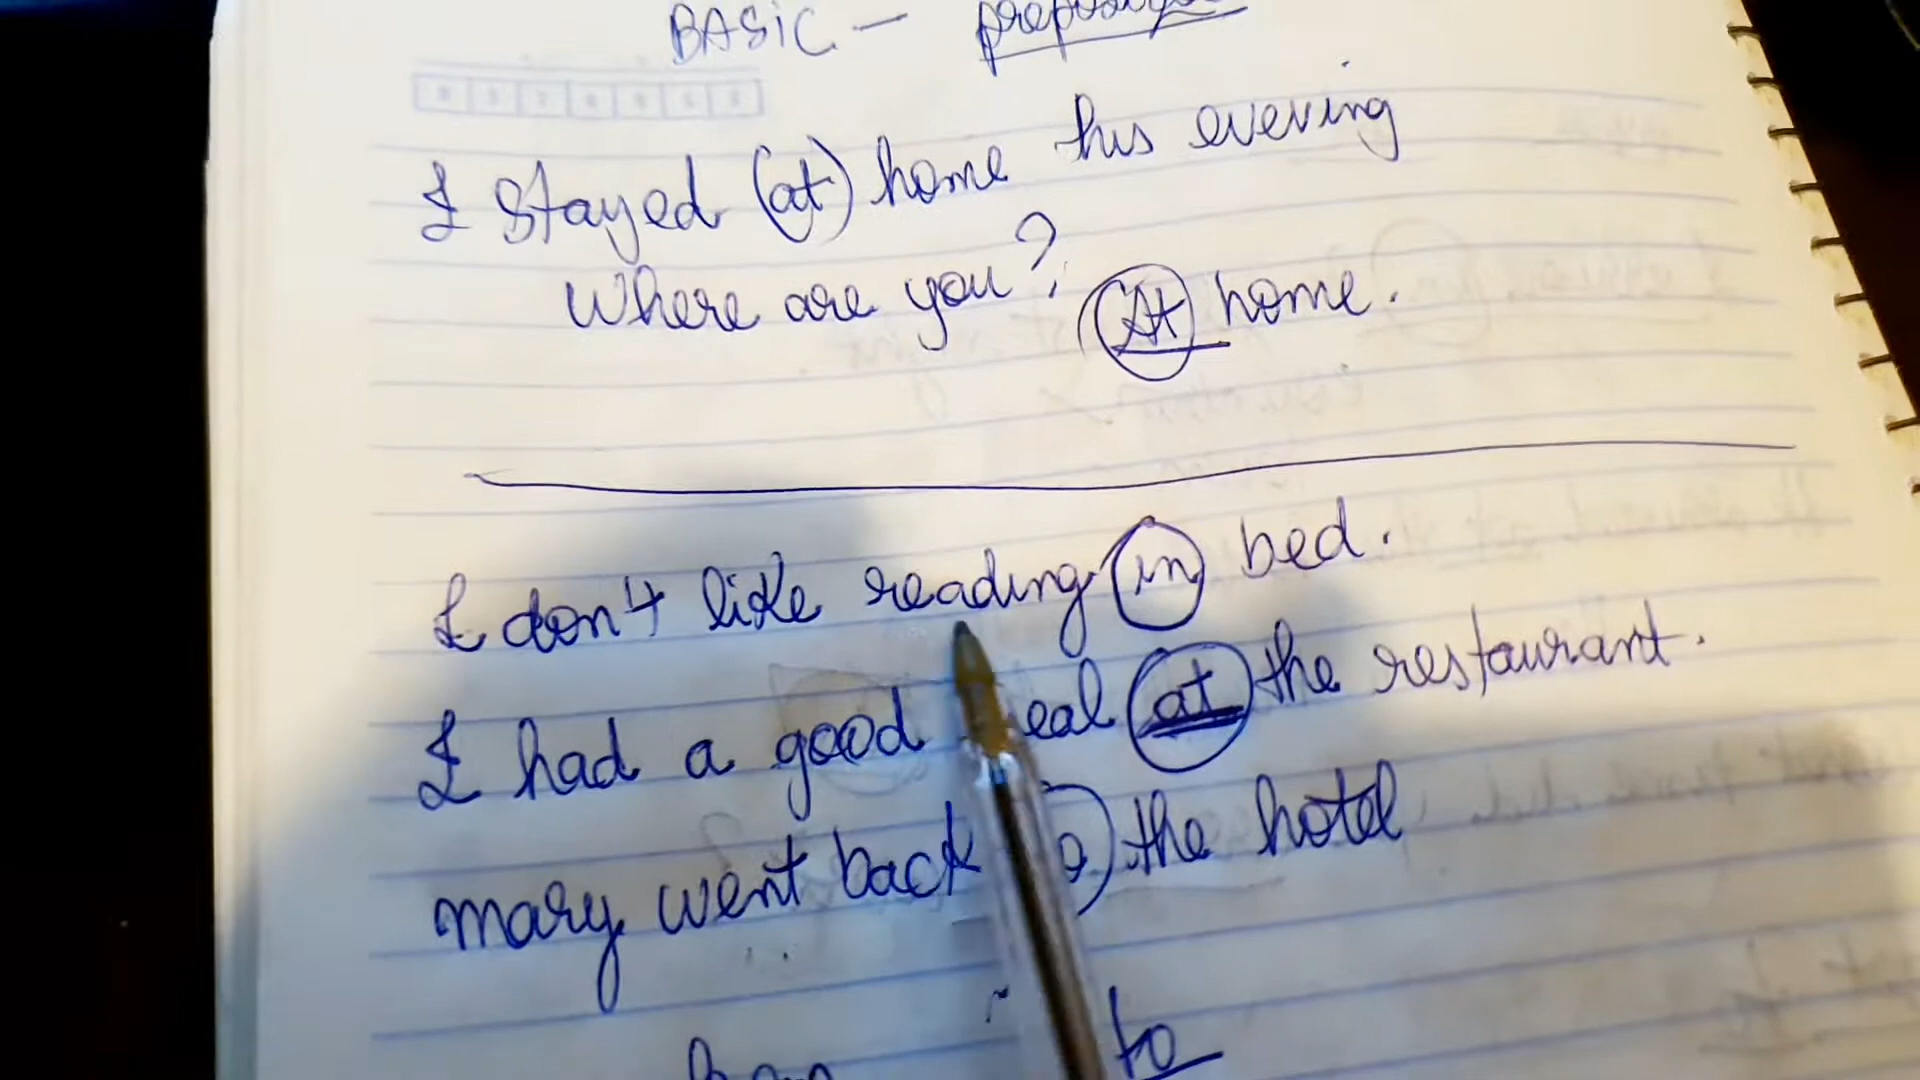 BASIC -
I stayed (at) home this evening
Where are you? At home.
I don't like reading in bed.
I had a good at the restaurant.
mary went back the hotel
to